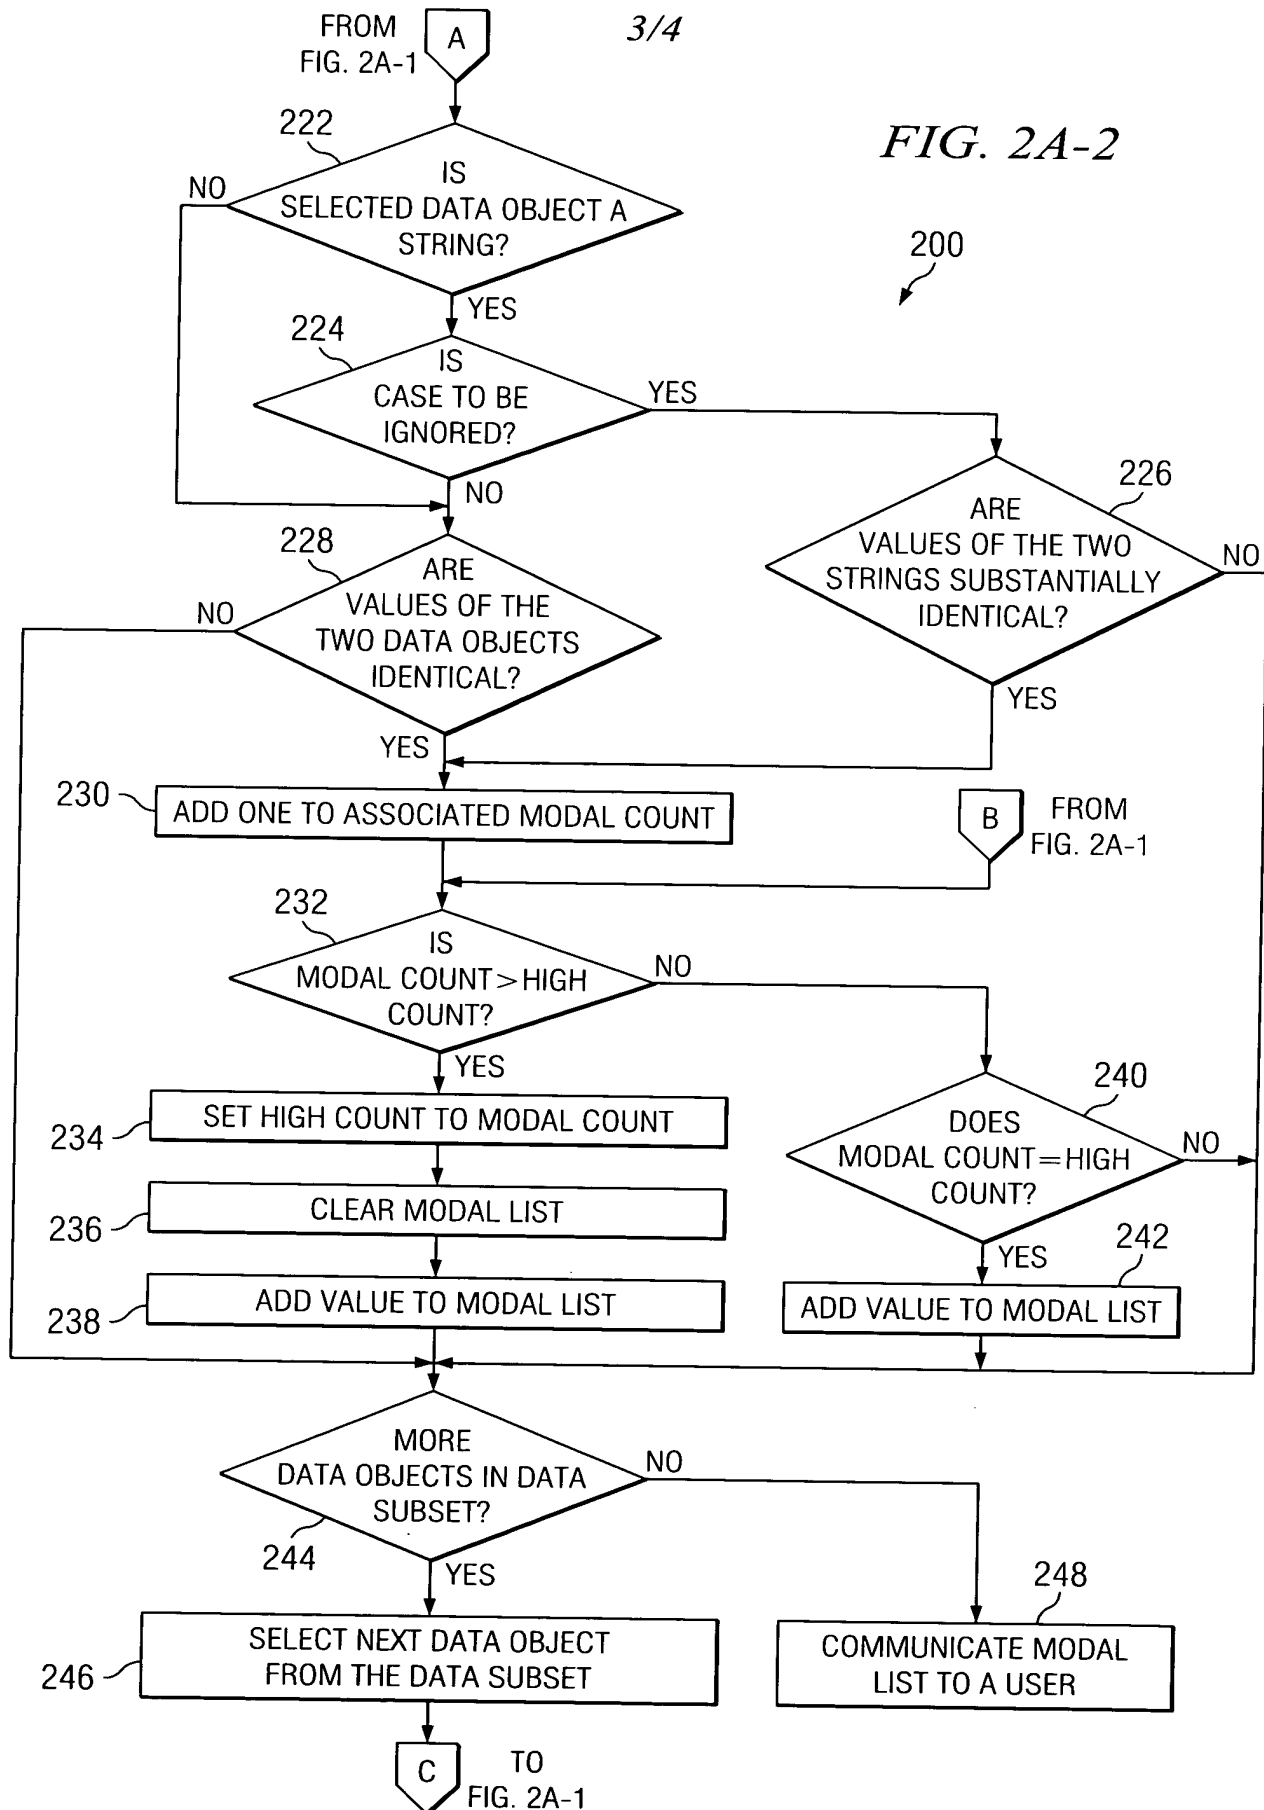 3/4
FROM
FIG. 2A-1
A
FIG. 2A-2
200
222
IS
SELECTED DATA OBJECT A
STRING?
NO
YES
224
IS
CASE TO BE
IGNORED?
YES
NO
226
ARE
VALUES OF THE TWO
STRINGS SUBSTANTIALLY
IDENTICAL?
NO
YES
228
ARE
VALUES OF THE
TWO DATA OBJECTS
IDENTICAL?
NO
YES
230
ADD ONE TO ASSOCIATED MODAL COUNT
B
FROM
FIG. 2A-1
232
IS
MODAL COUNT>HIGH
COUNT?
NO
YES
234
SET HIGH COUNT TO MODAL COUNT
236
CLEAR MODAL LIST
238
ADD VALUE TO MODAL LIST
240
DOES
MODAL COUNT=HIGH
COUNT?
NO
YES
242
ADD VALUE TO MODAL LIST
244
MORE
DATA OBJECTS IN DATA
SUBSET?
NO
YES
246
SELECT NEXT DATA OBJECT
FROM THE DATA SUBSET
248
COMMUNICATE MODAL
LIST TO A USER
C
TO
FIG. 2A-1